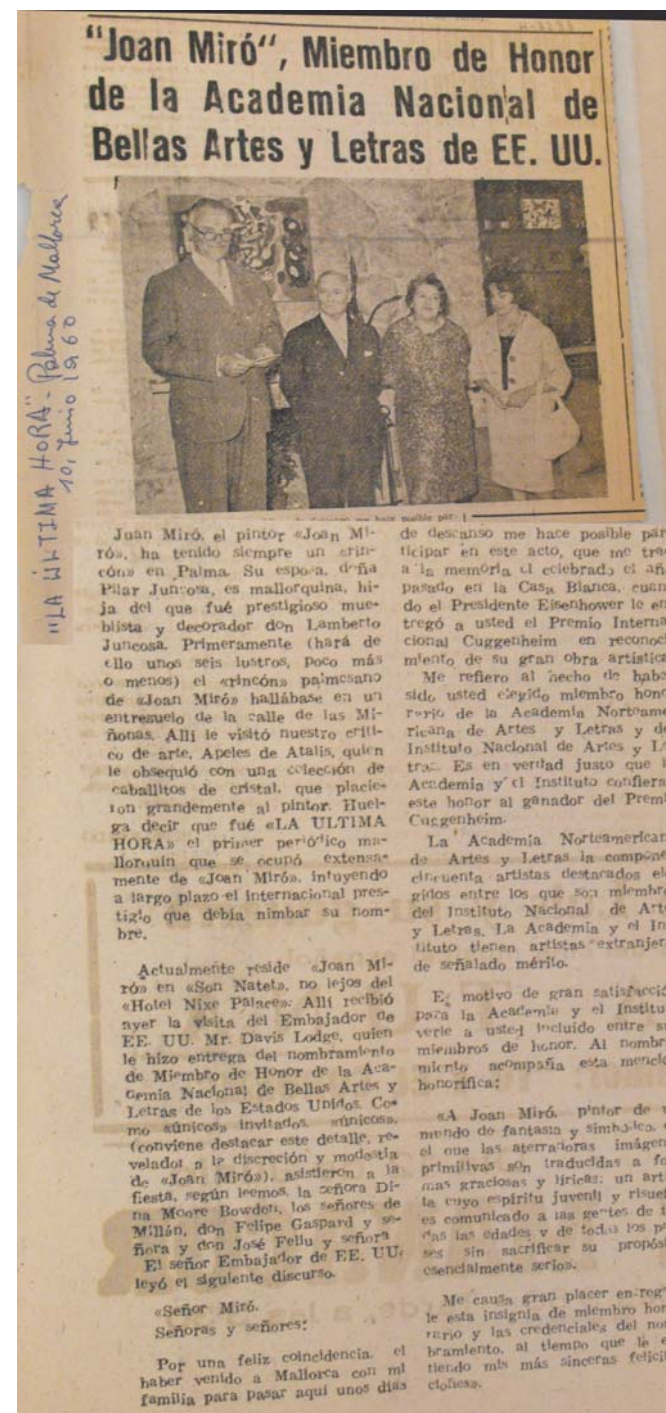 "Joan Miró", Miembro de Honor
de la Academia Nacional de
Bellas Artes y Letras de EE. UU.
"LA ÚLTIMA HORA" - Palma de Mallorca
10, Junio 1960
me hace posible par-
Juan Miró, el pintor «Joan Mi-
ró», ha tenido siempre un «rin-
cón» en Palma. Su esposa, doña
Pilar Juncosa, es mallorquina, hi-
ja del que fué prestigioso mue-
blista y decorador don Lamberto
Juncosa. Primeramente (hará de
ello unos seis lustros, poco más
o menos) el «rincón» palmesano
de «Joan Miró» hallábase en un
entresuelo de la calle de las Mi-
ñonas. Allí le visitó nuestro críti-
co de arte, Apeles de Atalis, quien
le obsequió con una colección de
caballitos de cristal, que placie-
ron grandemente al pintor. Huel-
ga decir que fué «LA ULTIMA
HORA» el primer periódico ma-
llorquín que se ocupó extensa-
mente de «Joan Miró», intuyendo
a largo plazo el internacional pres-
tigio que debía nimbar su nom-
bre.
Actualmente reside «Joan Mi-
ró» en «Son Natet», no lejos del
«Hotel Nixe Palace». Allí recibió
ayer la visita del Embajador de
EE. UU. Mr. Davis Lodge, quien
le hizo entrega del nombramiento
de Miembro de Honor de la Aca-
demia Nacional de Bellas Artes y
Letras de los Estados Unidos. Co-
mo «únicos» invitados, «únicos»,
(conviene destacar este detalle, re-
velador a la discreción y modestia
de «Joan Miró»), asistieron a la
fiesta, según leemos, la señora Di-
na Moore Bowden, los señores de
Millán, don Felipe Gaspard y se-
ñora y don José Feliu y señora
El señor Embajador de EE. UU.
leyó el siguiente discurso.
«Señor Miró.
Señoras y señores:
Por una feliz coincidencia, el
haber venido a Mallorca con mi
familia para pasar aquí unos días
de descanso me hace posible par
ticipar en este acto, que me trae
a la memoria el celebrado el añ
pasado en la Casa Blanca, cuan
do el Presidente Eisenhower le en
tregó a usted el Premio Interna
cional Cuggenheim en reconoci
miento de su gran obra artística
Me refiero al hecho de habe
sido usted elegido miembro hono
rario de la Academia Norteame
ricana de Artes y Letras y de
Instituto Nacional de Artes y Le
tras. Es en verdad justo que l
Academia y el Instituto confiera
este honor al ganador del Premi
Cuggenheim.
La Academia Norteamerican
de Artes y Letras la compone
cincuenta artistas destacados ele
gidos entre los que son miembro
del Instituto Nacional de Arte
y Letras. La Academia y el Ins
tituto tienen artistas extranjero
de señalado mérito.
Es motivo de gran satisfacció
para la Academia y el Institu
verle a usted incluido entre su
miembros de honor. Al nombra
miento acompaña esta menció
honorífica:
«A Joan Miró, pintor de u
mundo de fantasía y simbólico, e
el que las aterradoras imágen
primitivas son traducidas a fo
mas graciosas y líricas; un arti
ta cuyo espíritu juvenil y risueñ
es comunicado a las gentes de t
das las edades y de todos los pa
ses sin sacrificar su propósi
esencialmente serio».
Me causa gran placer entrega
le esta insignia de miembro hon
rario y las credenciales del nom
bramiento, al tiempo que le e
tiendo mis más sinceras felicit
ciones».